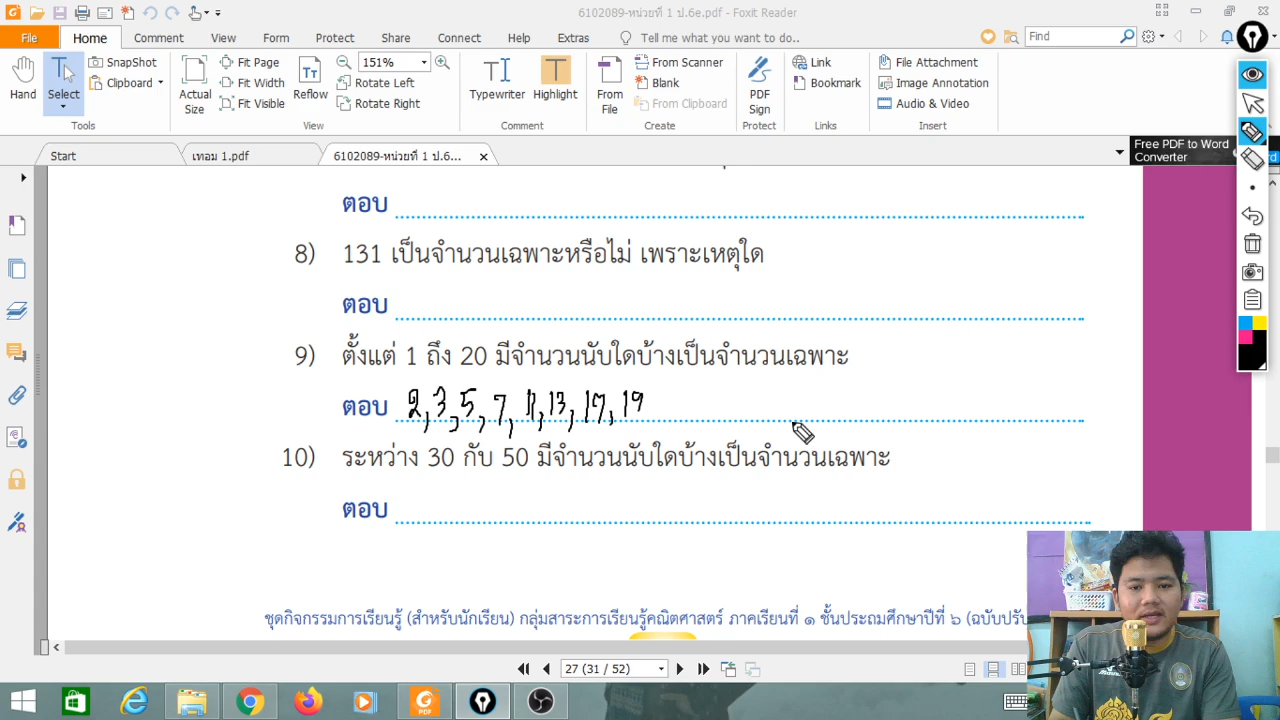 6102089-หน่วยที่ 1 ป.6e.pdf - Foxit Reader
File Home Comment View Form Protect Share Connect Help Extras Tell me what you want to do.. Find
Hand Select SnapShot Clipboard Actual Size Fit Page Fit Width Fit Visible Reflow 151% Rotate Left Rotate Right Typewriter Highlight From File From Scanner Blank From Clipboard PDF Sign Link Bookmark File Attachment Image Annotation Audio & Video
Tools View Comment Create Protect Links Insert
Start เทอม 1.pdf 6102089-หน่วยที่ 1 ป.6... Free PDF to Word Converter
ตอบ
8) 131 เป็นจำนวนเฉพาะหรือไม่ เพราะเหตุใด
ตอบ
9) ตั้งแต่ 1 ถึง 20 มีจำนวนนับใดบ้างเป็นจำนวนเฉพาะ
ตอบ 2, 3, 5, 7, 11, 13, 17, 19
10) ระหว่าง 30 กับ 50 มีจำนวนนับใดบ้างเป็นจำนวนเฉพาะ
ตอบ
ชุดกิจกรรมการเรียนรู้ (สำหรับนักเรียน) กลุ่มสาระการเรียนรู้คณิตศาสตร์ ภาคเรียนที่ ๑ ชั้นประถมศึกษาปีที่ ๖ (ฉบับปรับ
27 (31 / 52)
PDF